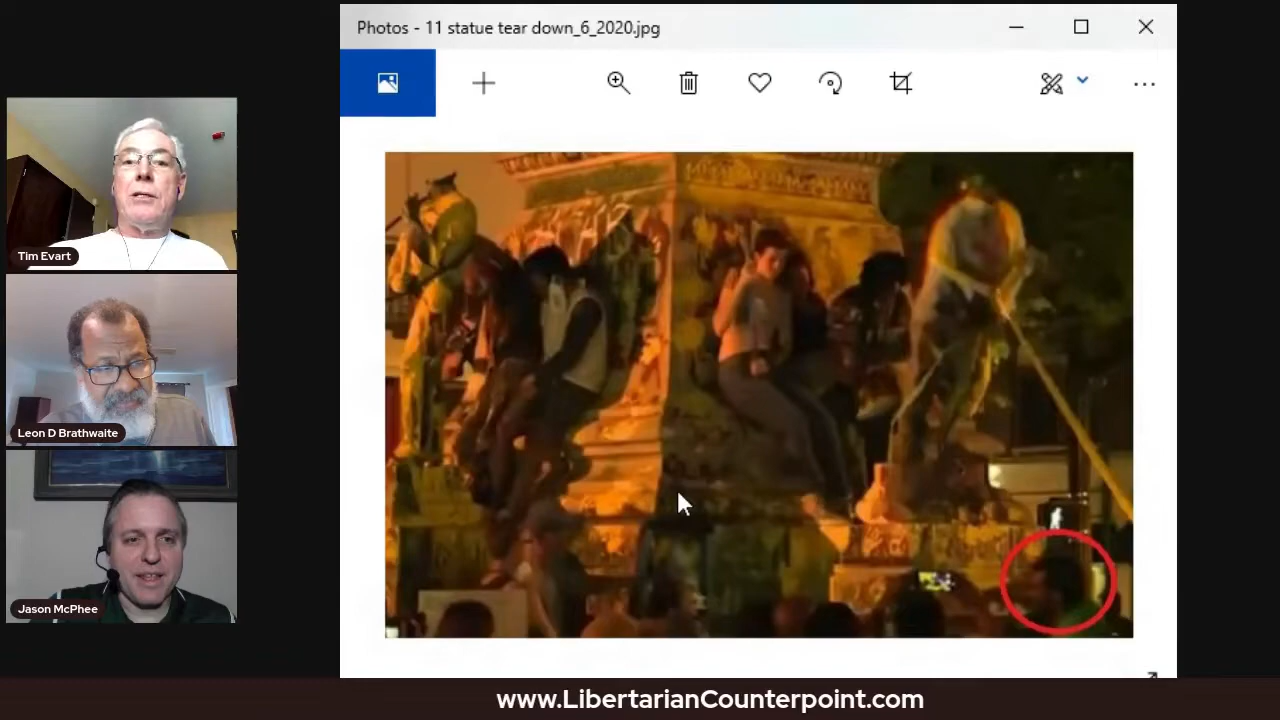 Photos - 11 statue tear down_6_2020.jpg
Tim Evart
Leon D Brathwaite
Jason McPhee
www.LibertarianCounterpoint.com